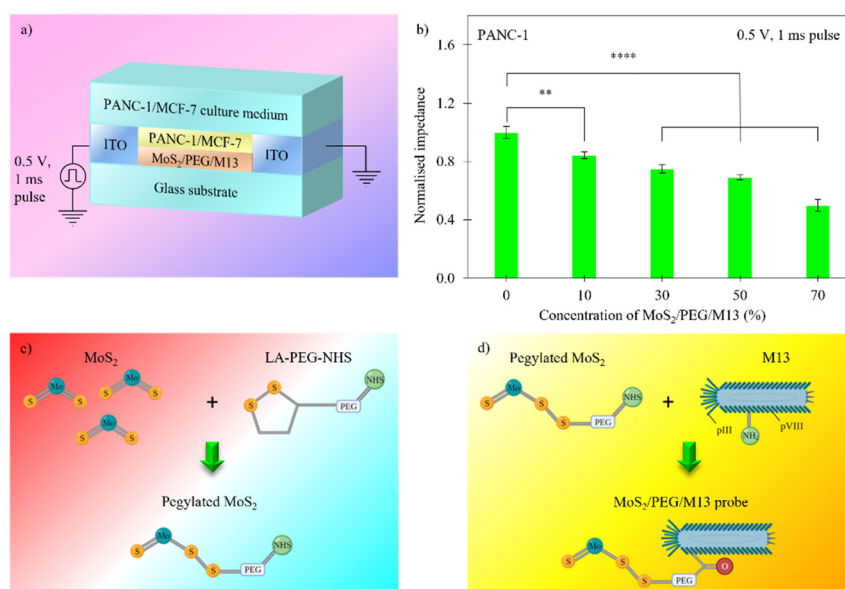 a)
PANC-1/MCF-7 culture medium
ITO
PANC-1/MCF-7
MoS₂/PEG/M13
ITO
0.5 V,
1 ms
pulse
Glass substrate
b)
PANC-1
0.5 V, 1 ms pulse
Normalised impedance
1.6
1.2
0.8
0.4
0.0
****
**
0 10 30 50 70
Concentration of MoS₂/PEG/M13 (%)
c)
MoS₂
LA-PEG-NHS
Mo
S
S
Mo
S
S
Mo
S
S
+
S
S
PEG
NHS
Pegylated MoS₂
S
Mo
S
S
PEG
NHS
d)
Pegylated MoS₂
M13
S
Mo
S
S
PEG
NHS
+
pIII
NH₂
pVIII
MoS₂/PEG/M13 probe
S
Mo
S
S
PEG
O